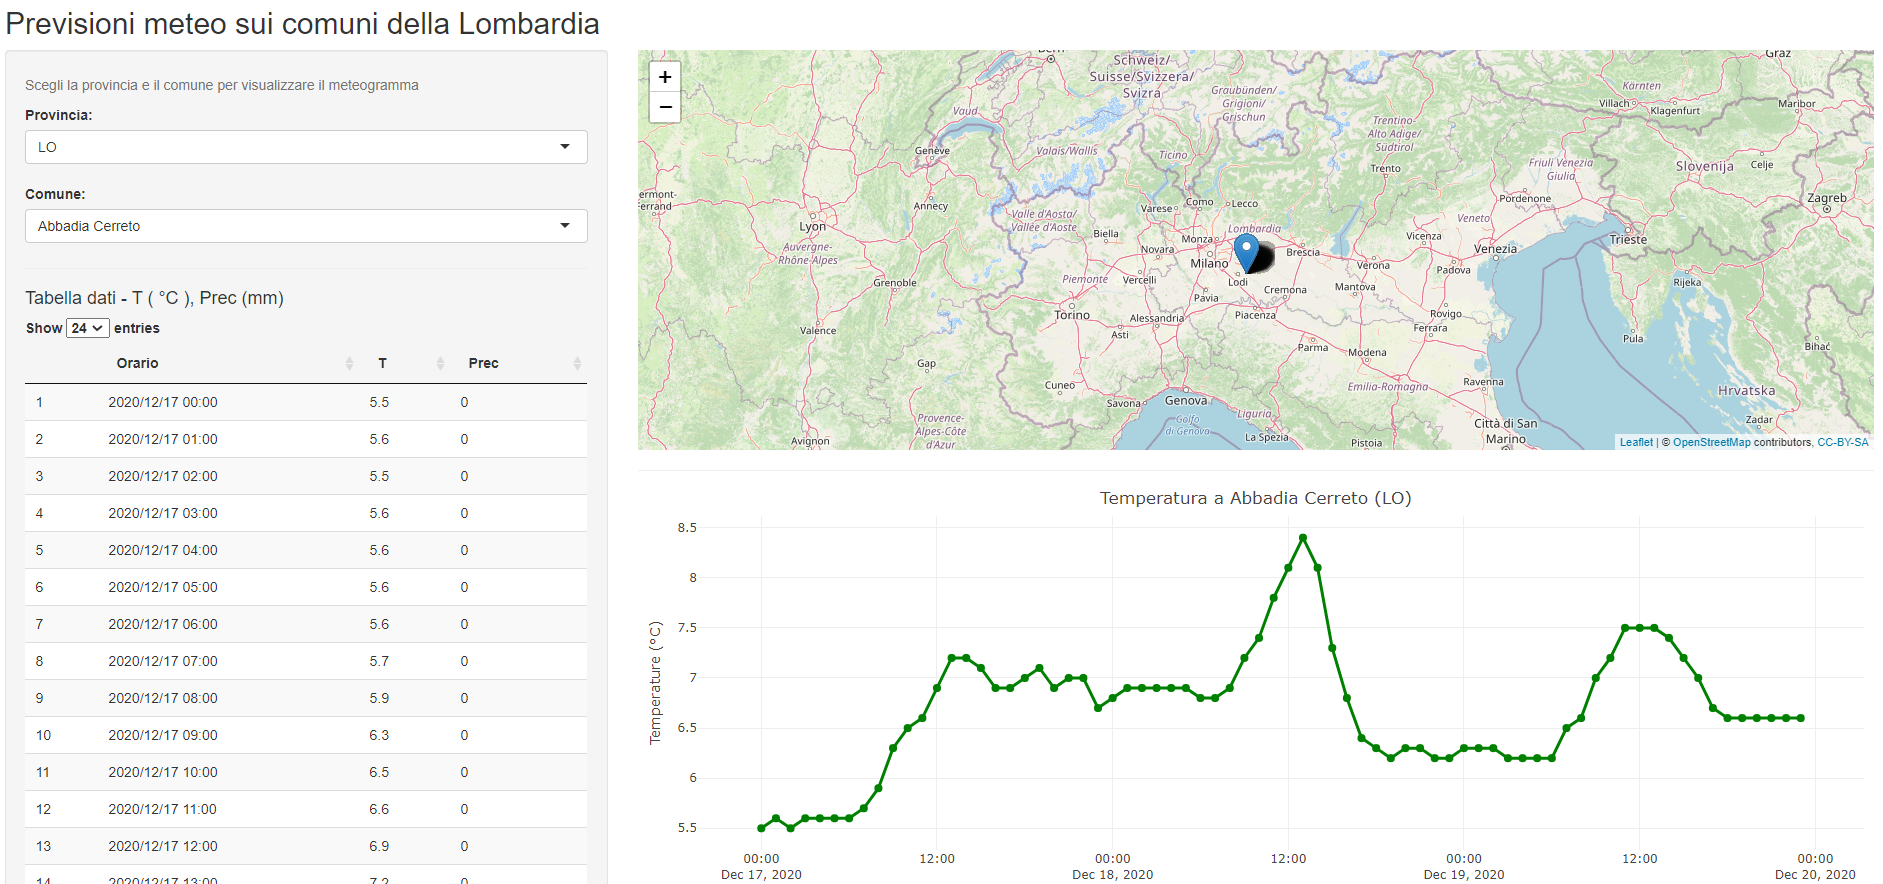 Previsioni meteo sui comuni della Lombardia
Scegli la provincia e il comune per visualizzare il meteogramma
Provincia:
LO
Comune:
Abbadia Cerreto
Tabella dati - T ( °C ), Prec (mm)
Show 24 entries
Orario T Prec
1 2020/12/17 00:00 5.5 0
2 2020/12/17 01:00 5.6 0
3 2020/12/17 02:00 5.5 0
4 2020/12/17 03:00 5.6 0
5 2020/12/17 04:00 5.6 0
6 2020/12/17 05:00 5.6 0
7 2020/12/17 06:00 5.6 0
8 2020/12/17 07:00 5.7 0
9 2020/12/17 08:00 5.9 0
10 2020/12/17 09:00 6.3 0
11 2020/12/17 10:00 6.5 0
12 2020/12/17 11:00 6.6 0
13 2020/12/17 12:00 6.9 0
14 2020/12/17 13:00 7.2 0
+
−
Bern
Schweiz/
Suisse/Svizzera/
Svizra
Graz
Graubünden/
Grigioni/
Grischun
Kärnten
Villach
Klagenfurt
Maribor
Vaud
Trentino-
Alto Adige/
Südtirol
Genève
Valais/Wallis
Ticino
Trento
Friuli Venezia
Giulia
Slovenija
Celje
ermont-
Ferrand
Annecy
Varese
Como
Lecco
Pordenone
Zagreb
Lyon
Valle d'Aosta/
Vallée d'Aoste
Biella
Lombardia
Veneto
Auvergne-
Rhône-Alpes
Monza
Novara
Brescia
Vicenza
Venezia
Trieste
Milano
Verona
Padova
Grenoble
Piemonte
Vercelli
Lodi
Cremona
Mantova
Rijeka
Pavia
Torino
Alessandria
Piacenza
Rovigo
Ferrara
Valence
Asti
Pula
Parma
Modena
Bihać
Gap
Cuneo
Emilia-Romagna
Ravenna
Hrvatska
Savona
Genova
Provence-
Alpes-Côte
d'Azur
Golfo
di Genova
Liguria
Zadar
Avignon
La Spezia
Pistoia
Città di San
Marino
Leaflet | © OpenStreetMap contributors, CC-BY-SA
Temperatura a Abbadia Cerreto (LO)
Temperature (°C)
8.5
8
7.5
7
6.5
6
5.5
00:00 12:00 00:00 12:00 00:00 12:00 00:00
Dec 17, 2020 Dec 18, 2020 Dec 19, 2020 Dec 20, 2020